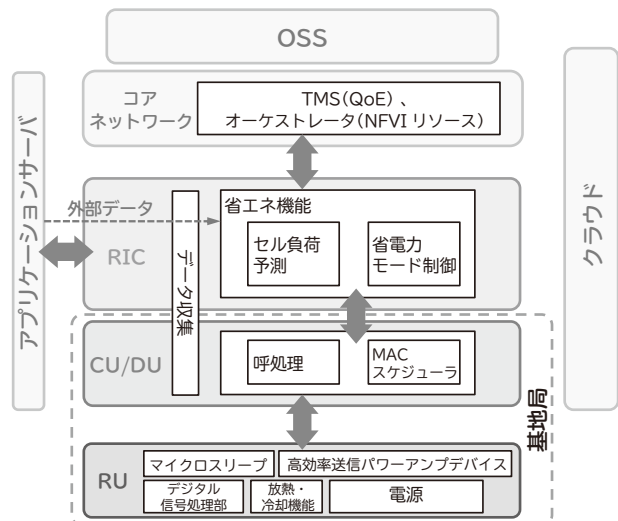 OSS
コア
ネットワーク
TMS(QoE) 、
オーケストレータ(NFVI リソース)
アプリケーションサーバ
クラウド
外部データ
RIC
データ収集
省エネ機能
セル負荷
予測
省電力
モード制御
CU/DU
呼処理
MAC
スケジューラ
基地局
RU
マイクロスリープ
高効率送信パワーアンプデバイス
デジタル
信号処理部
放熱・
冷却機能
電源